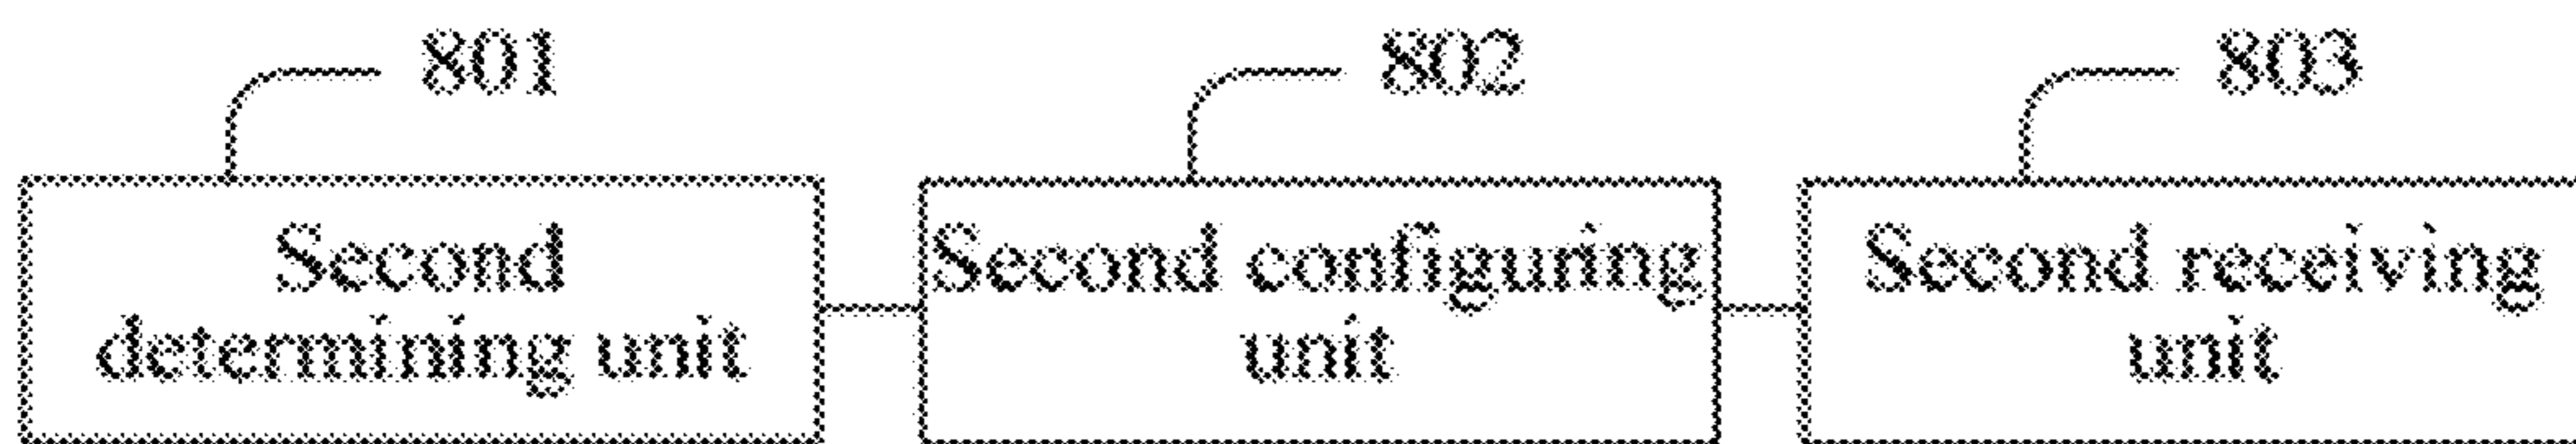 801
802
803
Second
determining unit
Second configuring
unit
Second receiving
unit